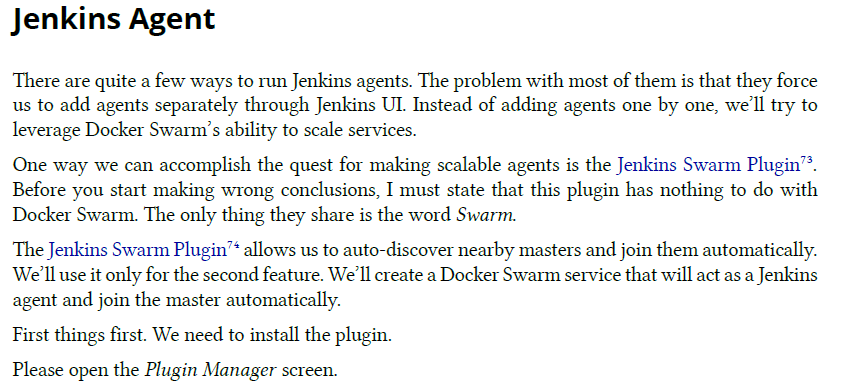 Jenkins Agent
There are quite a few ways to run Jenkins agents. The problem with most of them is that they force
us to add agents separately through Jenkins UI. Instead of adding agents one by one, we'll try to
leverage Docker Swarm's ability to scale services.
One way we can accomplish the quest for making scalable agents is the Jenkins Swarm Plugin⁷³.
Before you start making wrong conclusions, I must state that this plugin has nothing to do with
Docker Swarm. The only thing they share is the word Swarm.
The Jenkins Swarm Plugin⁷⁴ allows us to auto-discover nearby masters and join them automatically.
We'll use it only for the second feature. We'll create a Docker Swarm service that will act as a Jenkins
agent and join the master automatically.
First things first. We need to install the plugin.
Please open the Plugin Manager screen.